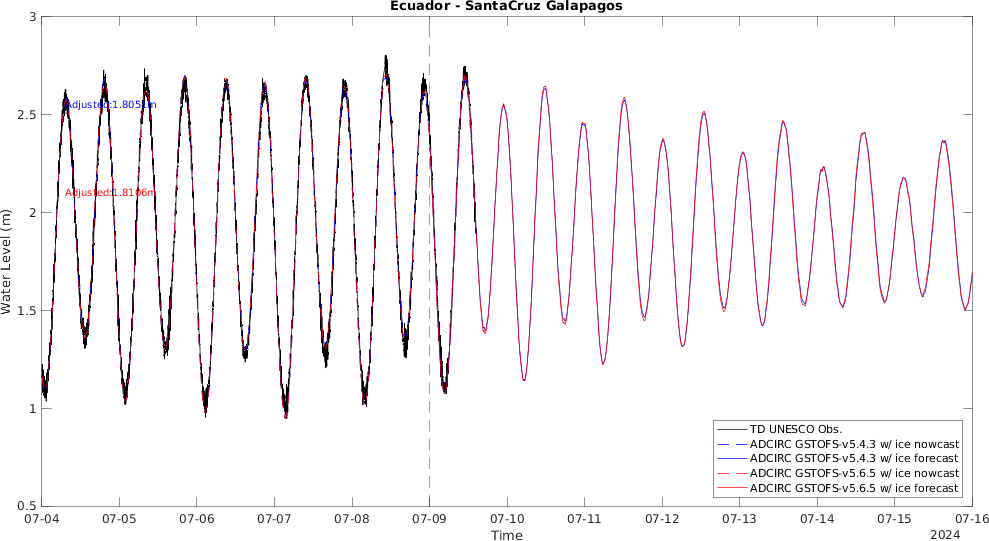 Ecuador - SantaCruz Galapagos
Water Level (m)
3
2.5
2
1.5
1
0.5
Adjusted:1.8051m
Adjusted:1.8106m
TD UNESCO Obs.
ADCIRC GSTOFS-v5.4.3 w/ ice nowcast
ADCIRC GSTOFS-v5.4.3 w/ ice forecast
ADCIRC GSTOFS-v5.6.5 w/ ice nowcast
ADCIRC GSTOFS-v5.6.5 w/ ice forecast
07-04 07-05 07-06 07-07 07-08 07-09 07-10 07-11 07-12 07-13 07-14 07-15 07-16
Time
2024